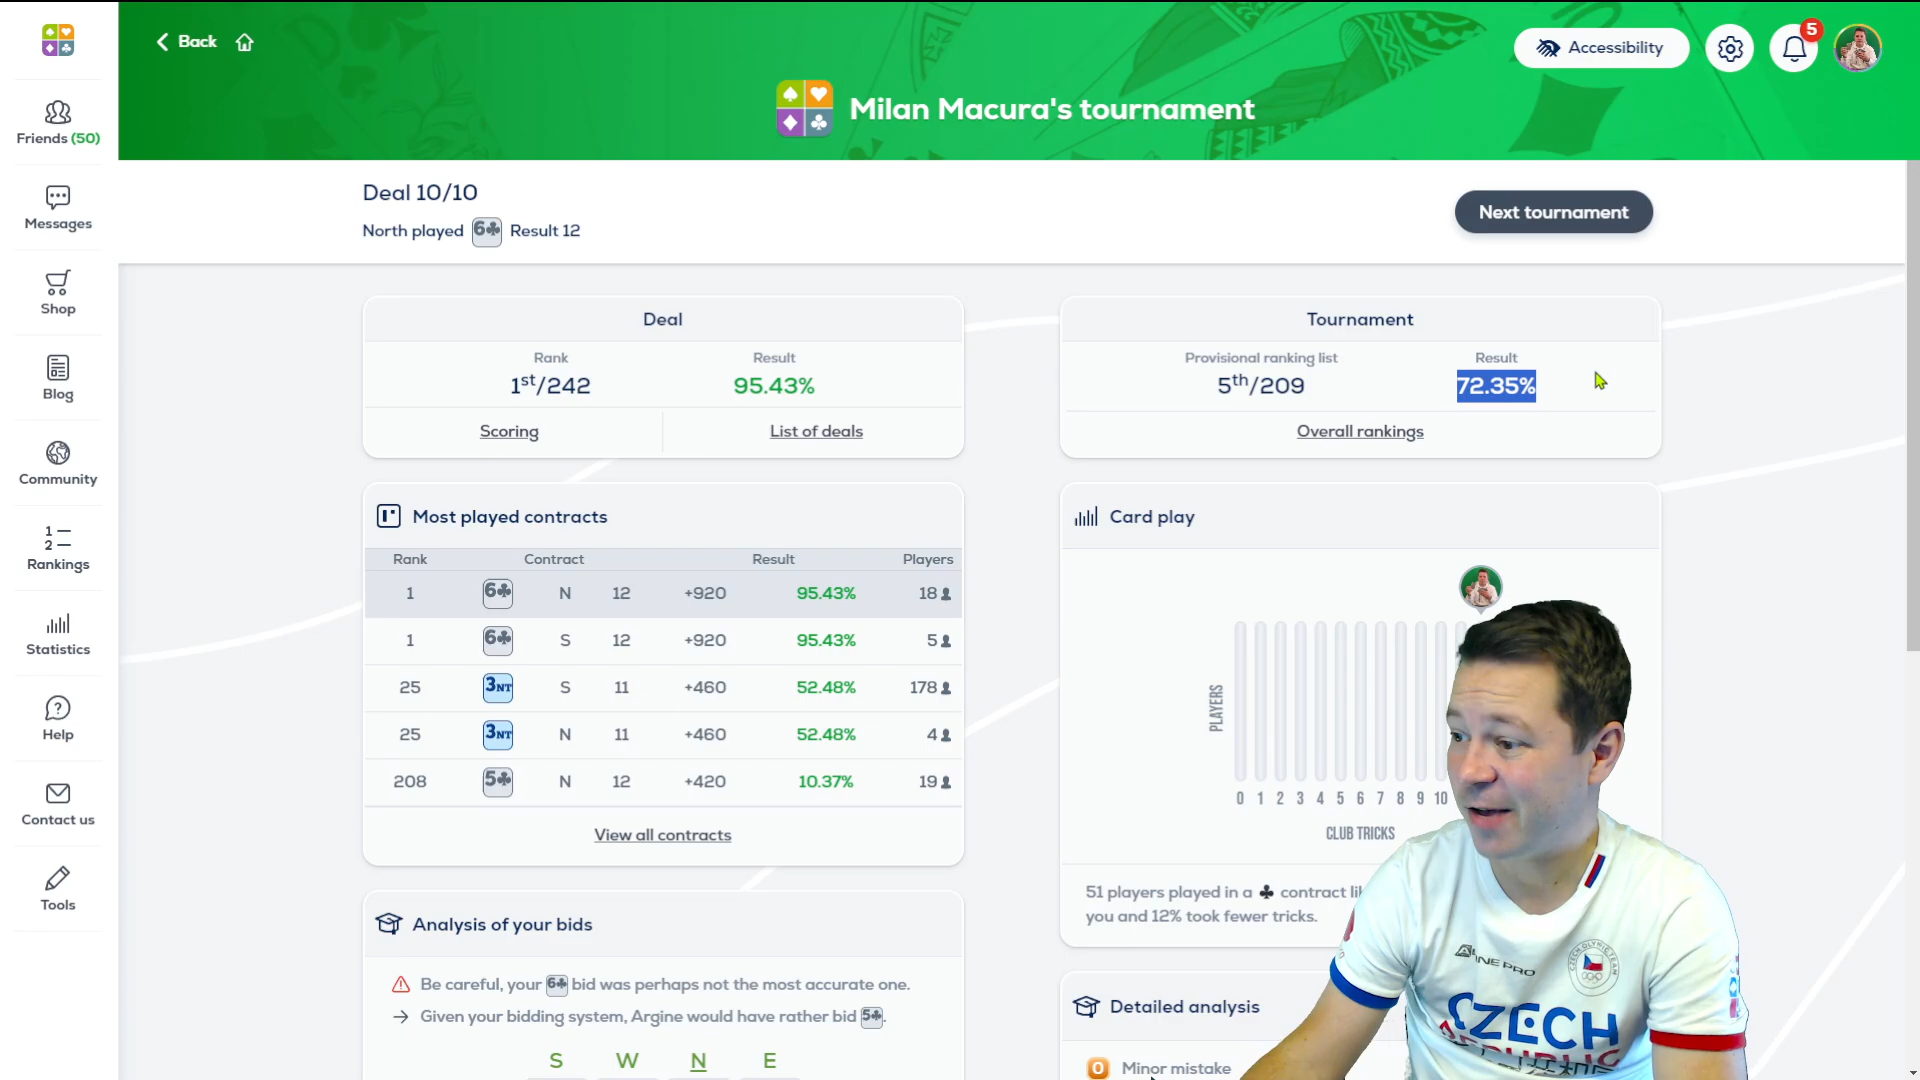 Back
Accessibility
5
Milan Macura's tournament
Friends (50)
Messages
Shop
Blog
Community
1
2
Rankings
Statistics
Help
Contact us
Tools
Deal 10/10
North played 6♣ Result 12
Next tournament
Deal
Rank Result
1st/242 95.43%
Scoring List of deals
Tournament
Provisional ranking list Result
5th/209 72.35%
Overall rankings
Most played contracts
Rank Contract Result Players
1 6♣ N 12 +920 95.43% 18
1 6♣ S 12 +920 95.43% 5
25 3NT S 11 +460 52.48% 178
25 3NT N 11 +460 52.48% 4
208 5♣ N 12 +420 10.37% 19
View all contracts
Card play
PLAYERS
0 1 2 3 4 5 6 7 8 9 10
CLUB TRICKS
51 players played in a ♣ contract
you and 12% took fewer tricks.
Analysis of your bids
Be careful, your 6♣ bid was perhaps not the most accurate one.
Given your bidding system, Argine would have rather bid 5♣.
S W N E
Detailed analysis
Minor mistake
ALPINE PRO
CZECH OLYMPIC TEAM
CZECH
REPUBLIC